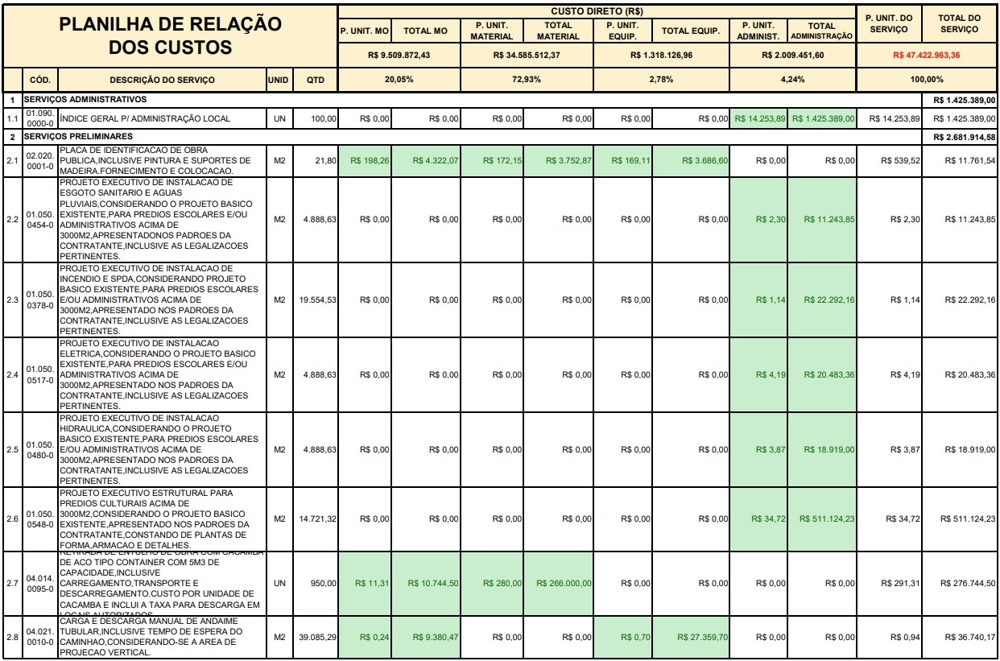 PLANILHA DE RELAÇÃO
DOS CUSTOS
CUSTO DIRETO (R$)
P. UNIT. MO TOTAL MO P. UNIT. MATERIAL TOTAL MATERIAL P. UNIT. EQUIP. TOTAL EQUIP. P. UNIT. ADMINIST. TOTAL ADMINISTRAÇÃO P. UNIT. DO SERVIÇO TOTAL DO SERVIÇO
R$ 9.509.872,43 R$ 34.585.512,37 R$ 1.318.126,96 R$ 2.009.451,60 R$ 47.422.963,36
CÓD. DESCRIÇÃO DO SERVIÇO UNID QTD 20,05% 72,93% 2,78% 4,24% 100,00%
1 SERVIÇOS ADMINISTRATIVOS R$ 1.425.389,00
1.1 01.090.0000-0 ÍNDICE GERAL P/ ADMINISTRAÇÃO LOCAL UN 100,00 R$ 0,00 R$ 0,00 R$ 0,00 R$ 0,00 R$ 0,00 R$ 0,00 R$ 14.253,89 R$ 1.425.389,00 R$ 14.253,89 R$ 1.425.389,00
2 SERVIÇOS PRELIMINARES R$ 2.681.914,58
2.1 02.020.0001-0
PLACA DE IDENTIFICACAO DE OBRA
PUBLICA,INCLUSIVE PINTURA E SUPORTES DE
MADEIRA.FORNECIMENTO E COLOCACAO.
M2 21,80 R$ 198,26 R$ 4.322,07 R$ 172,15 R$ 3.752,87 R$ 169,11 R$ 3.686,60 R$ 0,00 R$ 0,00 R$ 539,52 R$ 11.761,54
2.2 01.050.0454-0
PROJETO EXECUTIVO DE INSTALACAO DE
ESGOTO SANITARIO E AGUAS
PLUVIAIS,CONSIDERANDO O PROJETO BASICO
EXISTENTE,PARA PREDIOS ESCOLARES E/OU
ADMINISTRATIVOS ACIMA DE
3000M2,APRESENTADONOS PADROES DA
CONTRATANTE,INCLUSIVE AS LEGALIZACOES
PERTINENTES.
M2 4.888,63 R$ 0,00 R$ 0,00 R$ 0,00 R$ 0,00 R$ 0,00 R$ 0,00 R$ 2,30 R$ 11.243,85 R$ 2,30 R$ 11.243,85
2.3 01.050.0378-0
PROJETO EXECUTIVO DE INSTALACAO DE
INCENDIO E SPDA,CONSIDERANDO PROJETO
BASICO EXISTENTE,PARA PREDIOS ESCOLARES
E/OU ADMINISTRATIVOS ACIMA DE
3000M2,APRESENTADO NOS PADROES DA
CONTRATANTE,INCLUSIVE AS LEGALIZACOES
PERTINENTES.
M2 19.554,53 R$ 0,00 R$ 0,00 R$ 0,00 R$ 0,00 R$ 0,00 R$ 0,00 R$ 1,14 R$ 22.292,16 R$ 1,14 R$ 22.292,16
2.4 01.050.0517-0
PROJETO EXECUTIVO DE INSTALACAO
ELETRICA,CONSIDERANDO O PROJETO BASICO
EXISTENTE,PARA PREDIOS ESCOLARES E/OU
ADMINISTRATIVOS ACIMA DE
3000M2,APRESENTADO NOS PADROES DA
CONTRATANTE,INCLUSIVE AS LEGALIZACOES
PERTINENTES.
M2 4.888,63 R$ 0,00 R$ 0,00 R$ 0,00 R$ 0,00 R$ 0,00 R$ 0,00 R$ 4,19 R$ 20.483,36 R$ 4,19 R$ 20.483,36
2.5 01.050.0480-0
PROJETO EXECUTIVO DE INSTALACAO
HIDRAULICA,CONSIDERANDO O PROJETO
BASICO EXISTENTE,PARA PREDIOS ESCOLARES
E/OU ADMINISTRATIVOS ACIMA DE
3000M2,APRESENTADO NOS PADROES DA
CONTRATANTE,INCLUSIVE AS LEGALIZACOES
PERTINENTES.
M2 4.888,63 R$ 0,00 R$ 0,00 R$ 0,00 R$ 0,00 R$ 0,00 R$ 0,00 R$ 3,87 R$ 18.919,00 R$ 3,87 R$ 18.919,00
2.6 01.050.0548-0
PROJETO EXECUTIVO ESTRUTURAL PARA
PREDIOS CULTURAIS ACIMA DE
3000M2,CONSIDERANDO O PROJETO BASICO
EXISTENTE,APRESENTADO NOS PADROES DA
CONTRATANTE,CONSTANDO DE PLANTAS DE
FORMA,ARMACAO E DETALHES.
M2 14.721,32 R$ 0,00 R$ 0,00 R$ 0,00 R$ 0,00 R$ 0,00 R$ 0,00 R$ 34,72 R$ 511.124,23 R$ 34,72 R$ 511.124,23
2.7 04.014.0095-0
RETIRADA DE ENTULHO DE OBRA COM CACAMBA
DE ACO TIPO CONTAINER COM 5M3 DE
CAPACIDADE,INCLUSIVE
CARREGAMENTO,TRANSPORTE E
DESCARREGAMENTO.CUSTO POR UNIDADE DE
CACAMBA E INCLUI A TAXA PARA DESCARGA EM
LOCAIS AUTORIZADOS
UN 950,00 R$ 11,31 R$ 10.744,50 R$ 280,00 R$ 266.000,00 R$ 0,00 R$ 0,00 R$ 0,00 R$ 0,00 R$ 291,31 R$ 276.744,50
2.8 04.021.0010-0
CARGA E DESCARGA MANUAL DE ANDAIME
TUBULAR,INCLUSIVE TEMPO DE ESPERA DO
CAMINHAO,CONSIDERANDO-SE A AREA DE
PROJECAO VERTICAL.
M2 39.085,29 R$ 0,24 R$ 9.380,47 R$ 0,00 R$ 0,00 R$ 0,70 R$ 27.359,70 R$ 0,00 R$ 0,00 R$ 0,94 R$ 36.740,17